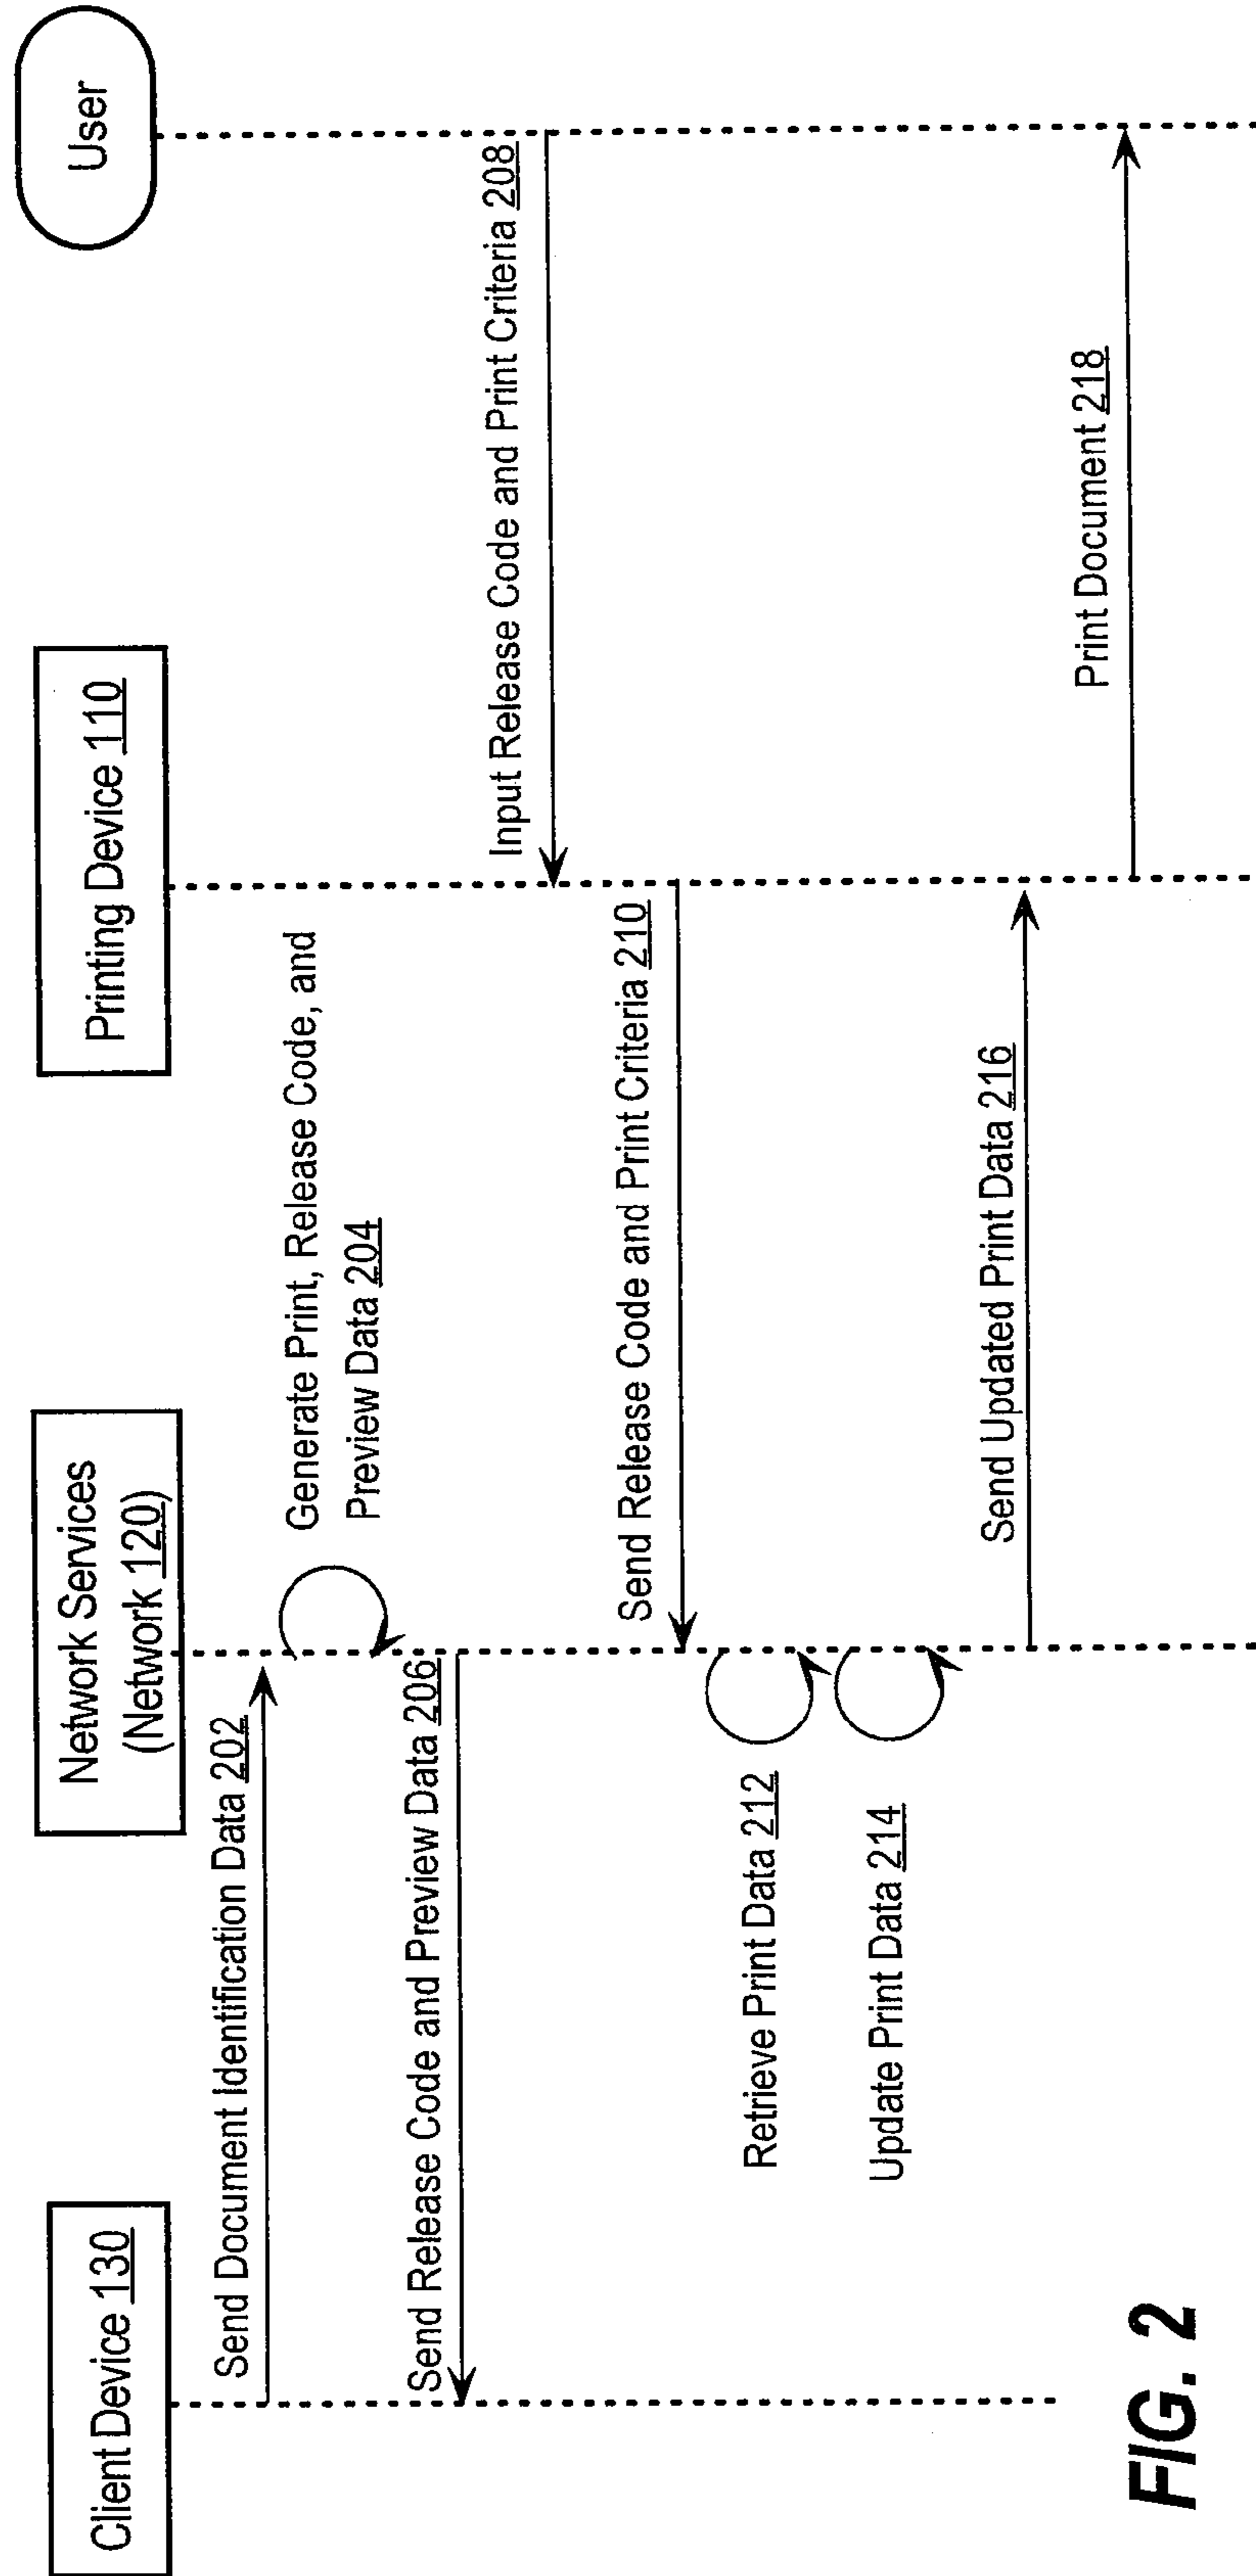 Client Device 130
Network Services
(Network 120)
Printing Device 110
User
Send Document Identification Data 202
Generate Print, Release Code, and
Preview Data 204
Send Release Code and Preview Data 206
Input Release Code and Print Criteria 208
Send Release Code and Print Criteria 210
Retrieve Print Data 212
Update Print Data 214
Send Updated Print Data 216
Print Document 218
FIG. 2